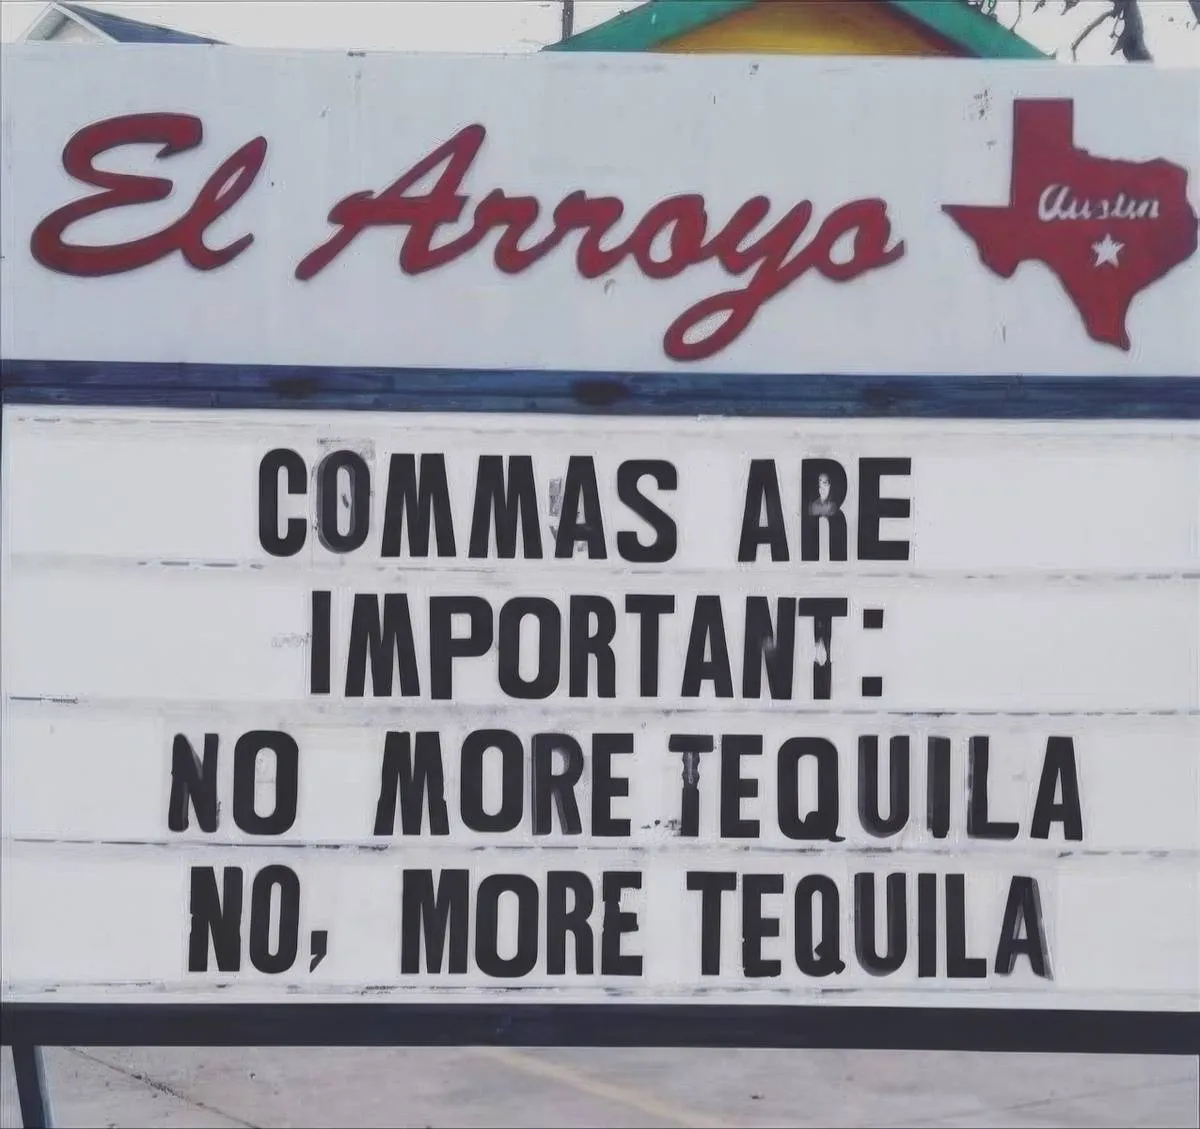 El Arroyo
Austin
COMMAS ARE
IMPORTANT:
NO MORE TEQUILA
NO, MORE TEQUILA